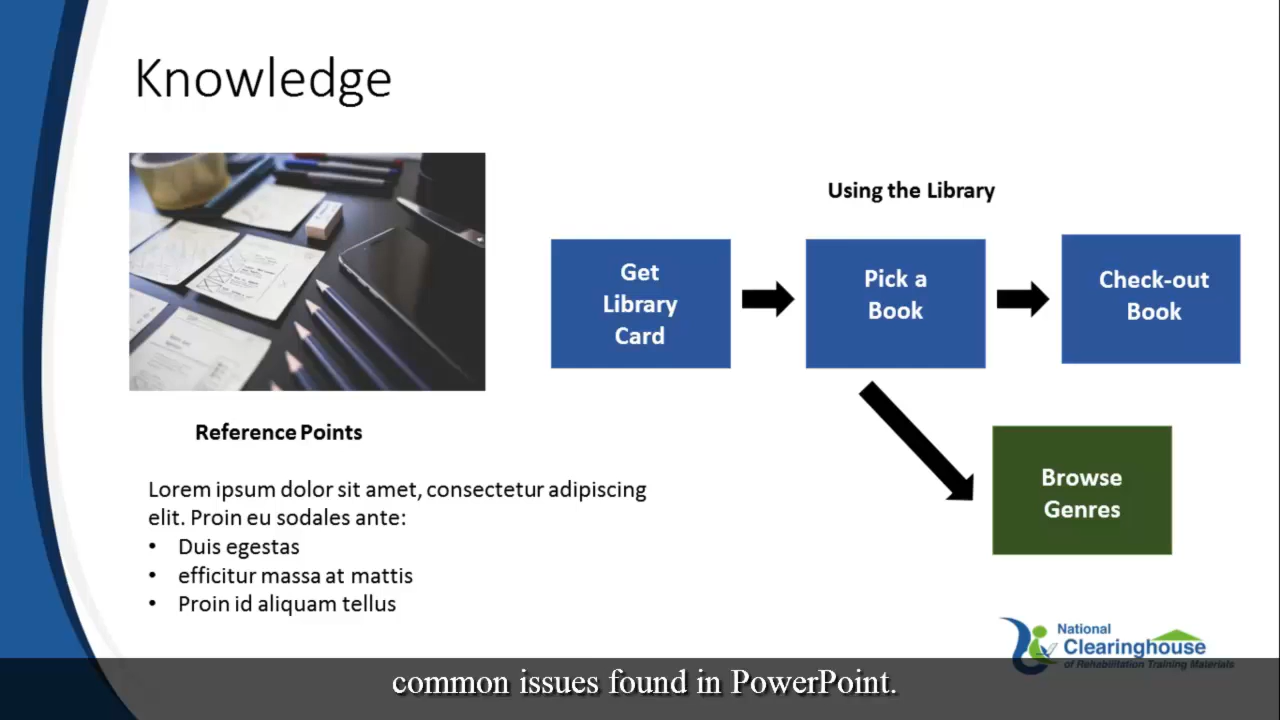 Knowledge
Using the Library
Get
Library
Card
Pick a
Book
Check-out
Book
Browse
Genres
Reference Points
Lorem ipsum dolor sit amet, consectetur adipiscing
elit. Proin eu sodales ante:
• Duis egestas
• efficitur massa at mattis
• Proin id aliquam tellus
National
Clearinghouse
of Rehabilitation Training Materials
common issues found in PowerPoint.